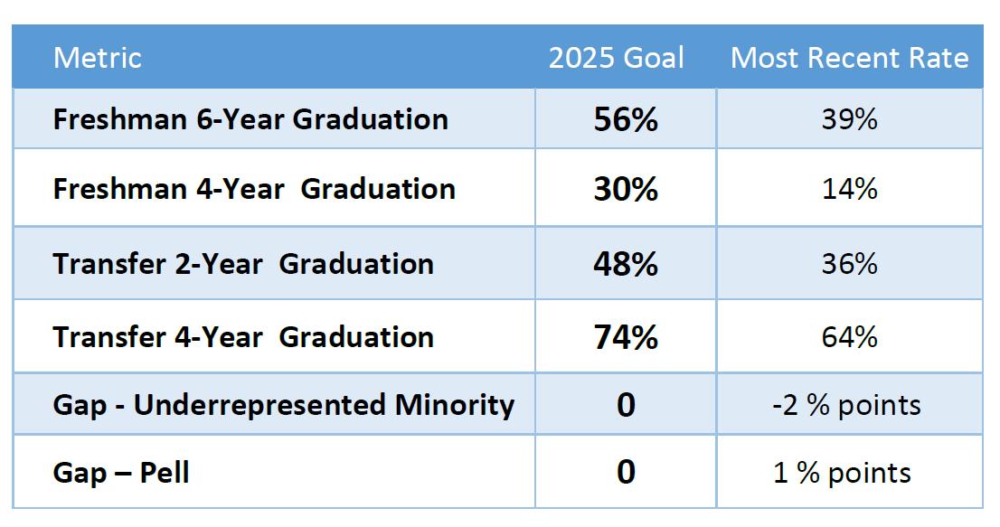 Metric 2025 Goal Most Recent Rate
Freshman 6-Year Graduation 56% 39%
Freshman 4-Year  Graduation 30% 14%
Transfer 2-Year  Graduation 48% 36%
Transfer 4-Year  Graduation 74% 64%
Gap - Underrepresented Minority 0 -2 % points
Gap – Pell 0 1 % points